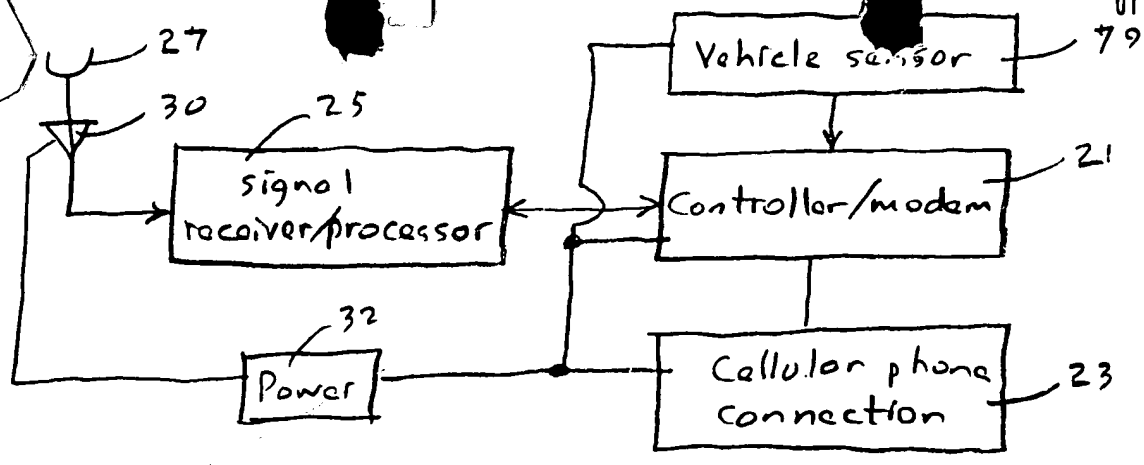 27
Vehicle sensor
79
30
25
signal
receiver/processor
21
Controller/modem
32
Power
Cellular phone
connection
23